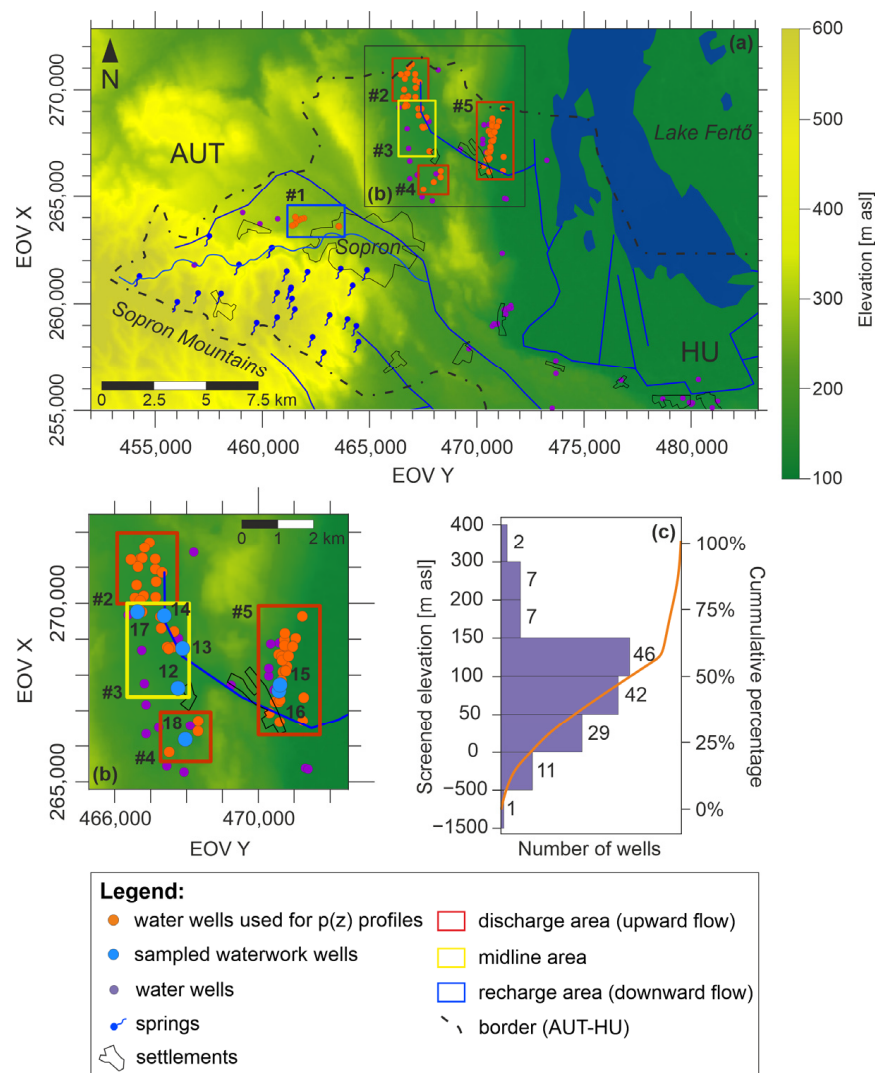 (a)
N
AUT
#1
#2
#3
#4
#5
(b)
Lake Fertő
Sopron
Sopron Mountains
HU
0 2.5 5 7.5 km
270,000
265,000
260,000
255,000
EOV X
455,000 460,000 465,000 470,000 475,000 480,000
EOV Y
600
500
400
300
200
100
Elevation [m asl]
0 1 2 km
#2
14
17
#5
13
12
15
#3
16
18
#4
(b)
270,000
265,000
EOV X
466,000 470,000
EOV Y
(c)
400
300
200
150
100
50
0
−500
−1500
Screened elevation [m asl]
2
7
7
46
42
29
11
1
100%
75%
50%
25%
0%
Cummulative percentage
Number of wells
Legend:
water wells used for p(z) profiles
sampled waterwork wells
water wells
springs
settlements
discharge area (upward flow)
midline area
recharge area (downward flow)
border (AUT-HU)